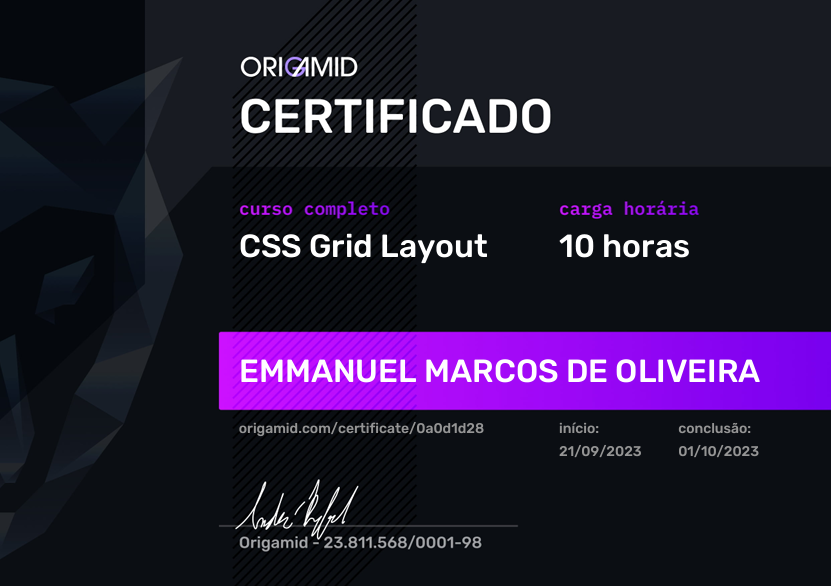 ORIGAMID
CERTIFICADO
curso completo
carga horária
CSS Grid Layout
10 horas
EMMANUEL MARCOS DE OLIVEIRA
origamid.com/certificate/0a0d1d28
início:
conclusão:
21/09/2023
01/10/2023
Origamid - 23.811.568/0001-98